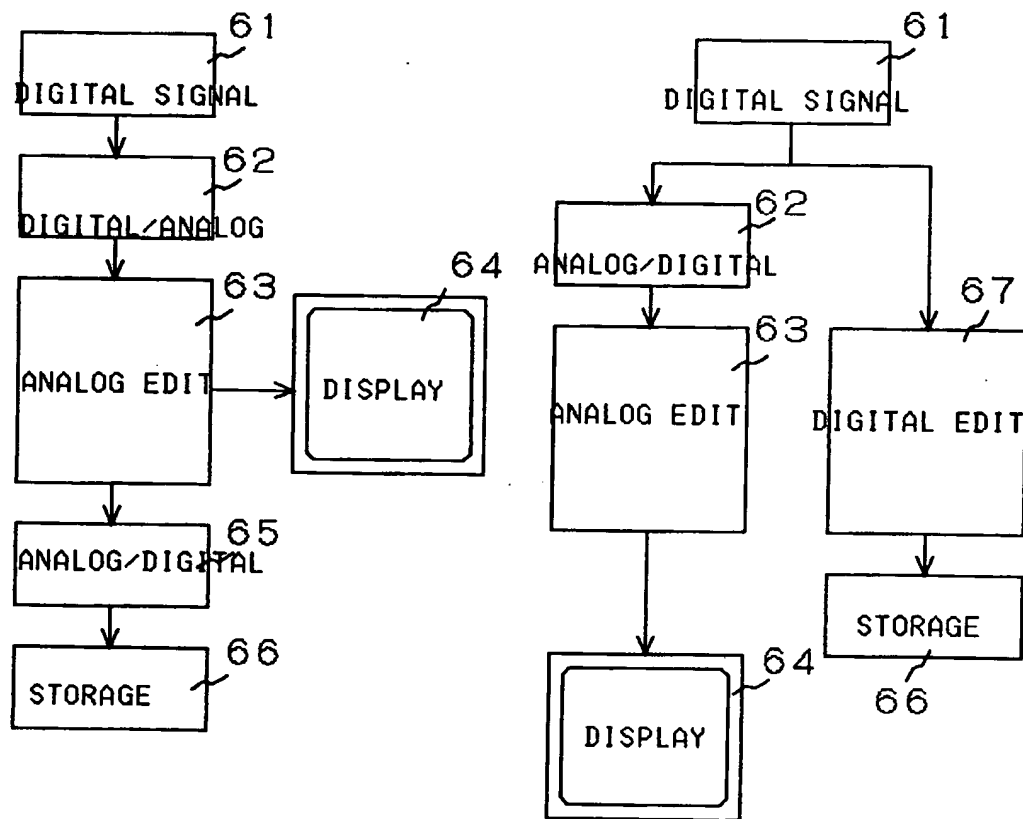 61
DIGITAL SIGNAL
62
DIGITAL/ANALOG
63
ANALOG EDIT
64
DISPLAY
65
ANALOG/DIGITAL
66
STORAGE
61
DIGITAL SIGNAL
62
ANALOG/DIGITAL
63
ANALOG EDIT
64
DISPLAY
67
DIGITAL EDIT
STORAGE
66